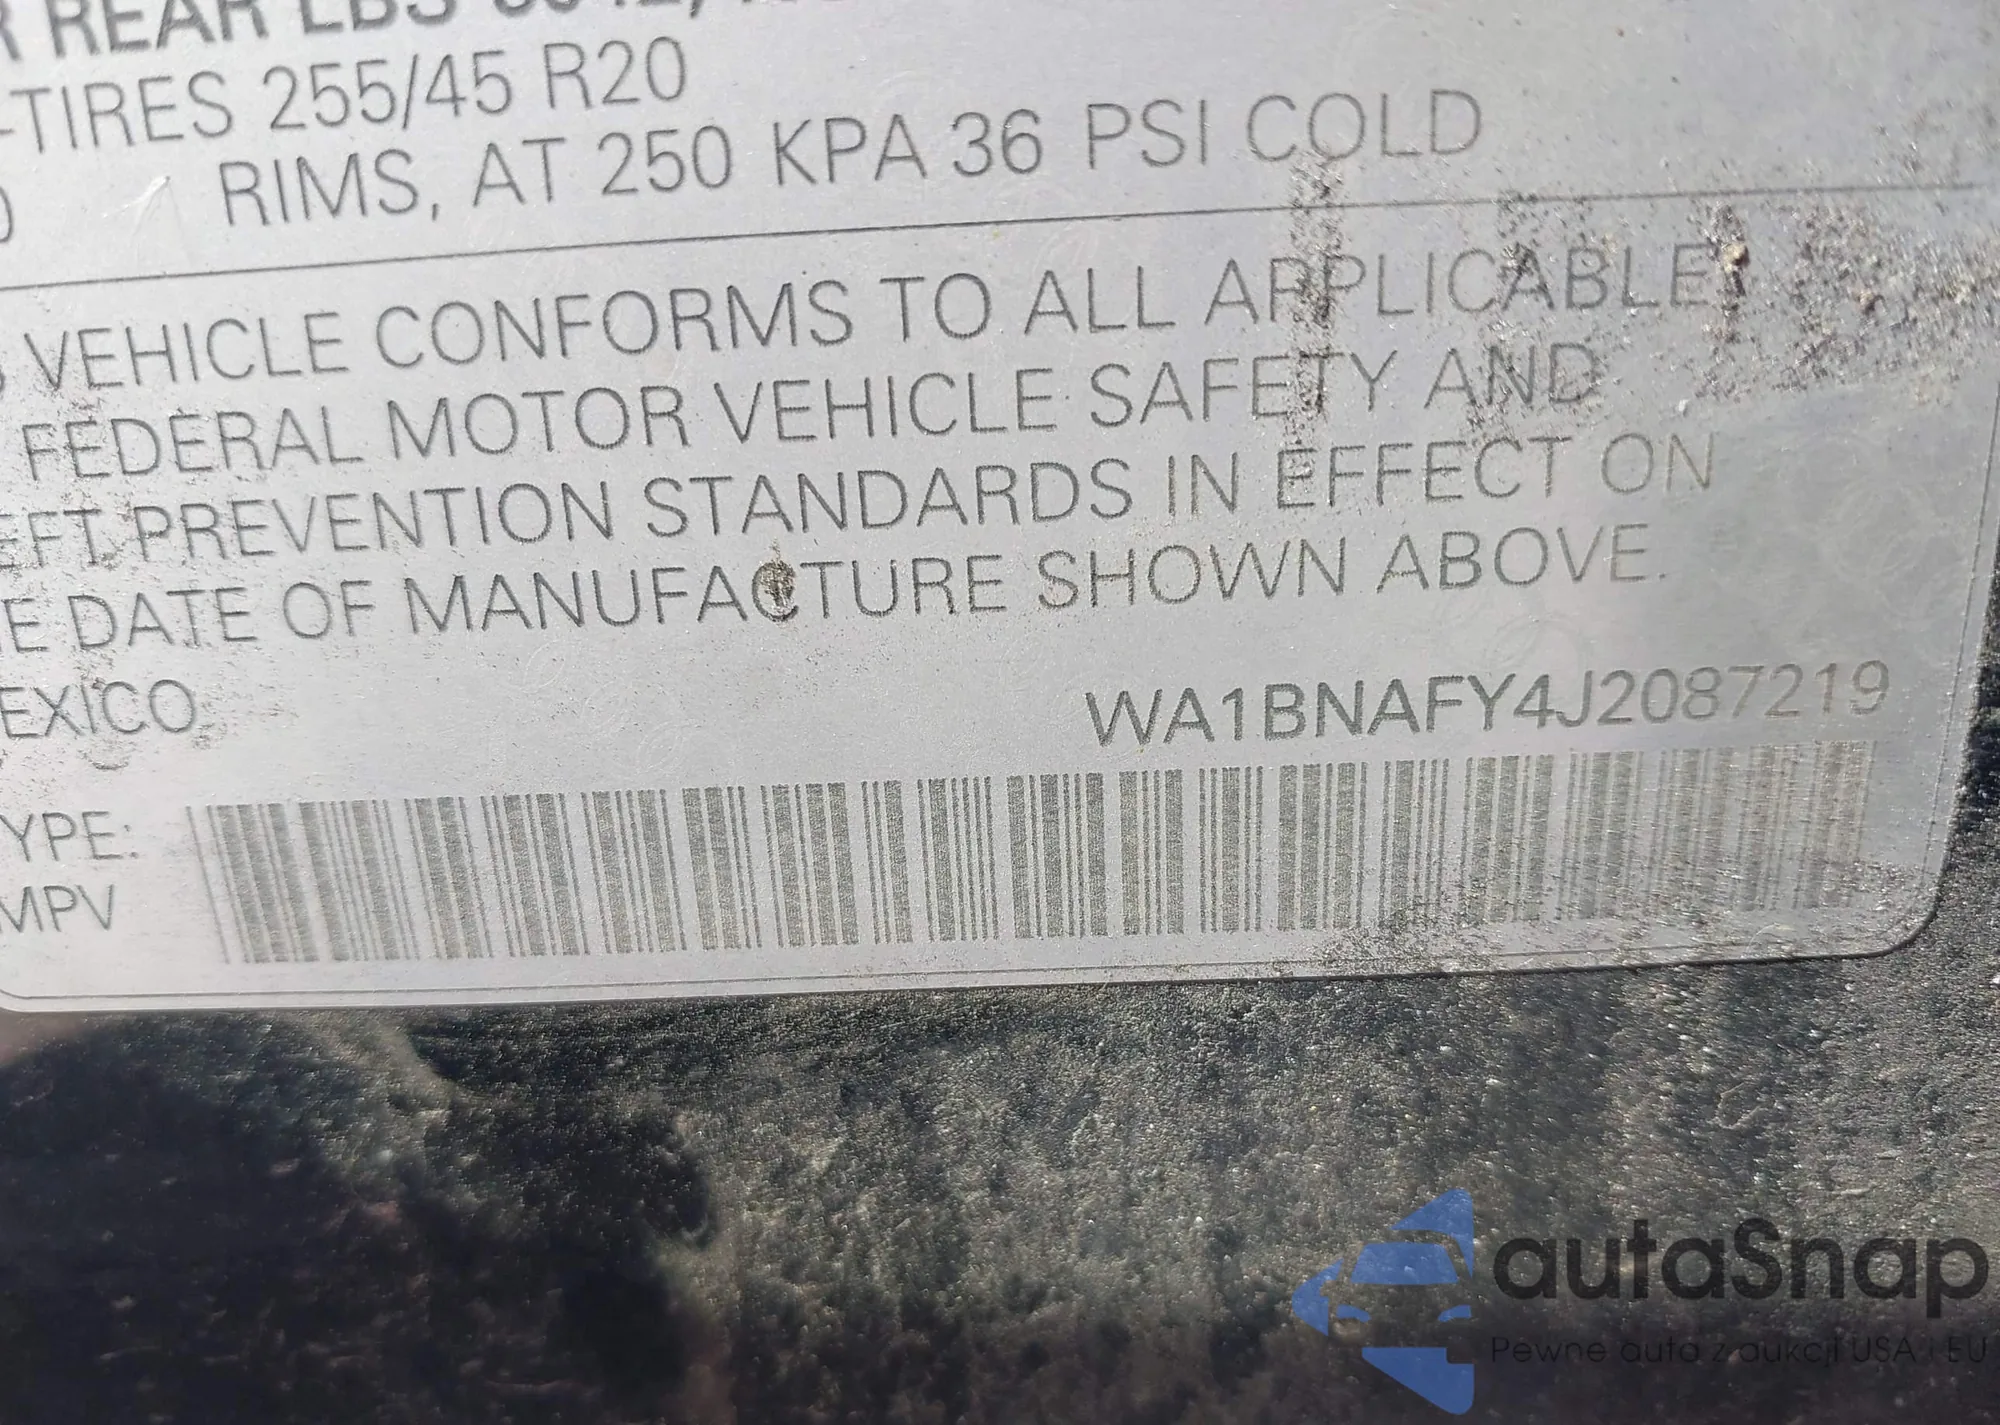 REAR LBS
-TIRES 255/45 R20
RIMS, AT 250 KPA 36 PSI COLD
VEHICLE CONFORMS TO ALL APPLICABLE
FEDERAL MOTOR VEHICLE SAFETY AND
EFT PREVENTION STANDARDS IN EFFECT ON
E DATE OF MANUFACTURE SHOWN ABOVE.
EXICO
WA1BNAFY4J2087219
YPE:
MPV
autaSnap
Pewne auta z aukcji USA i EU